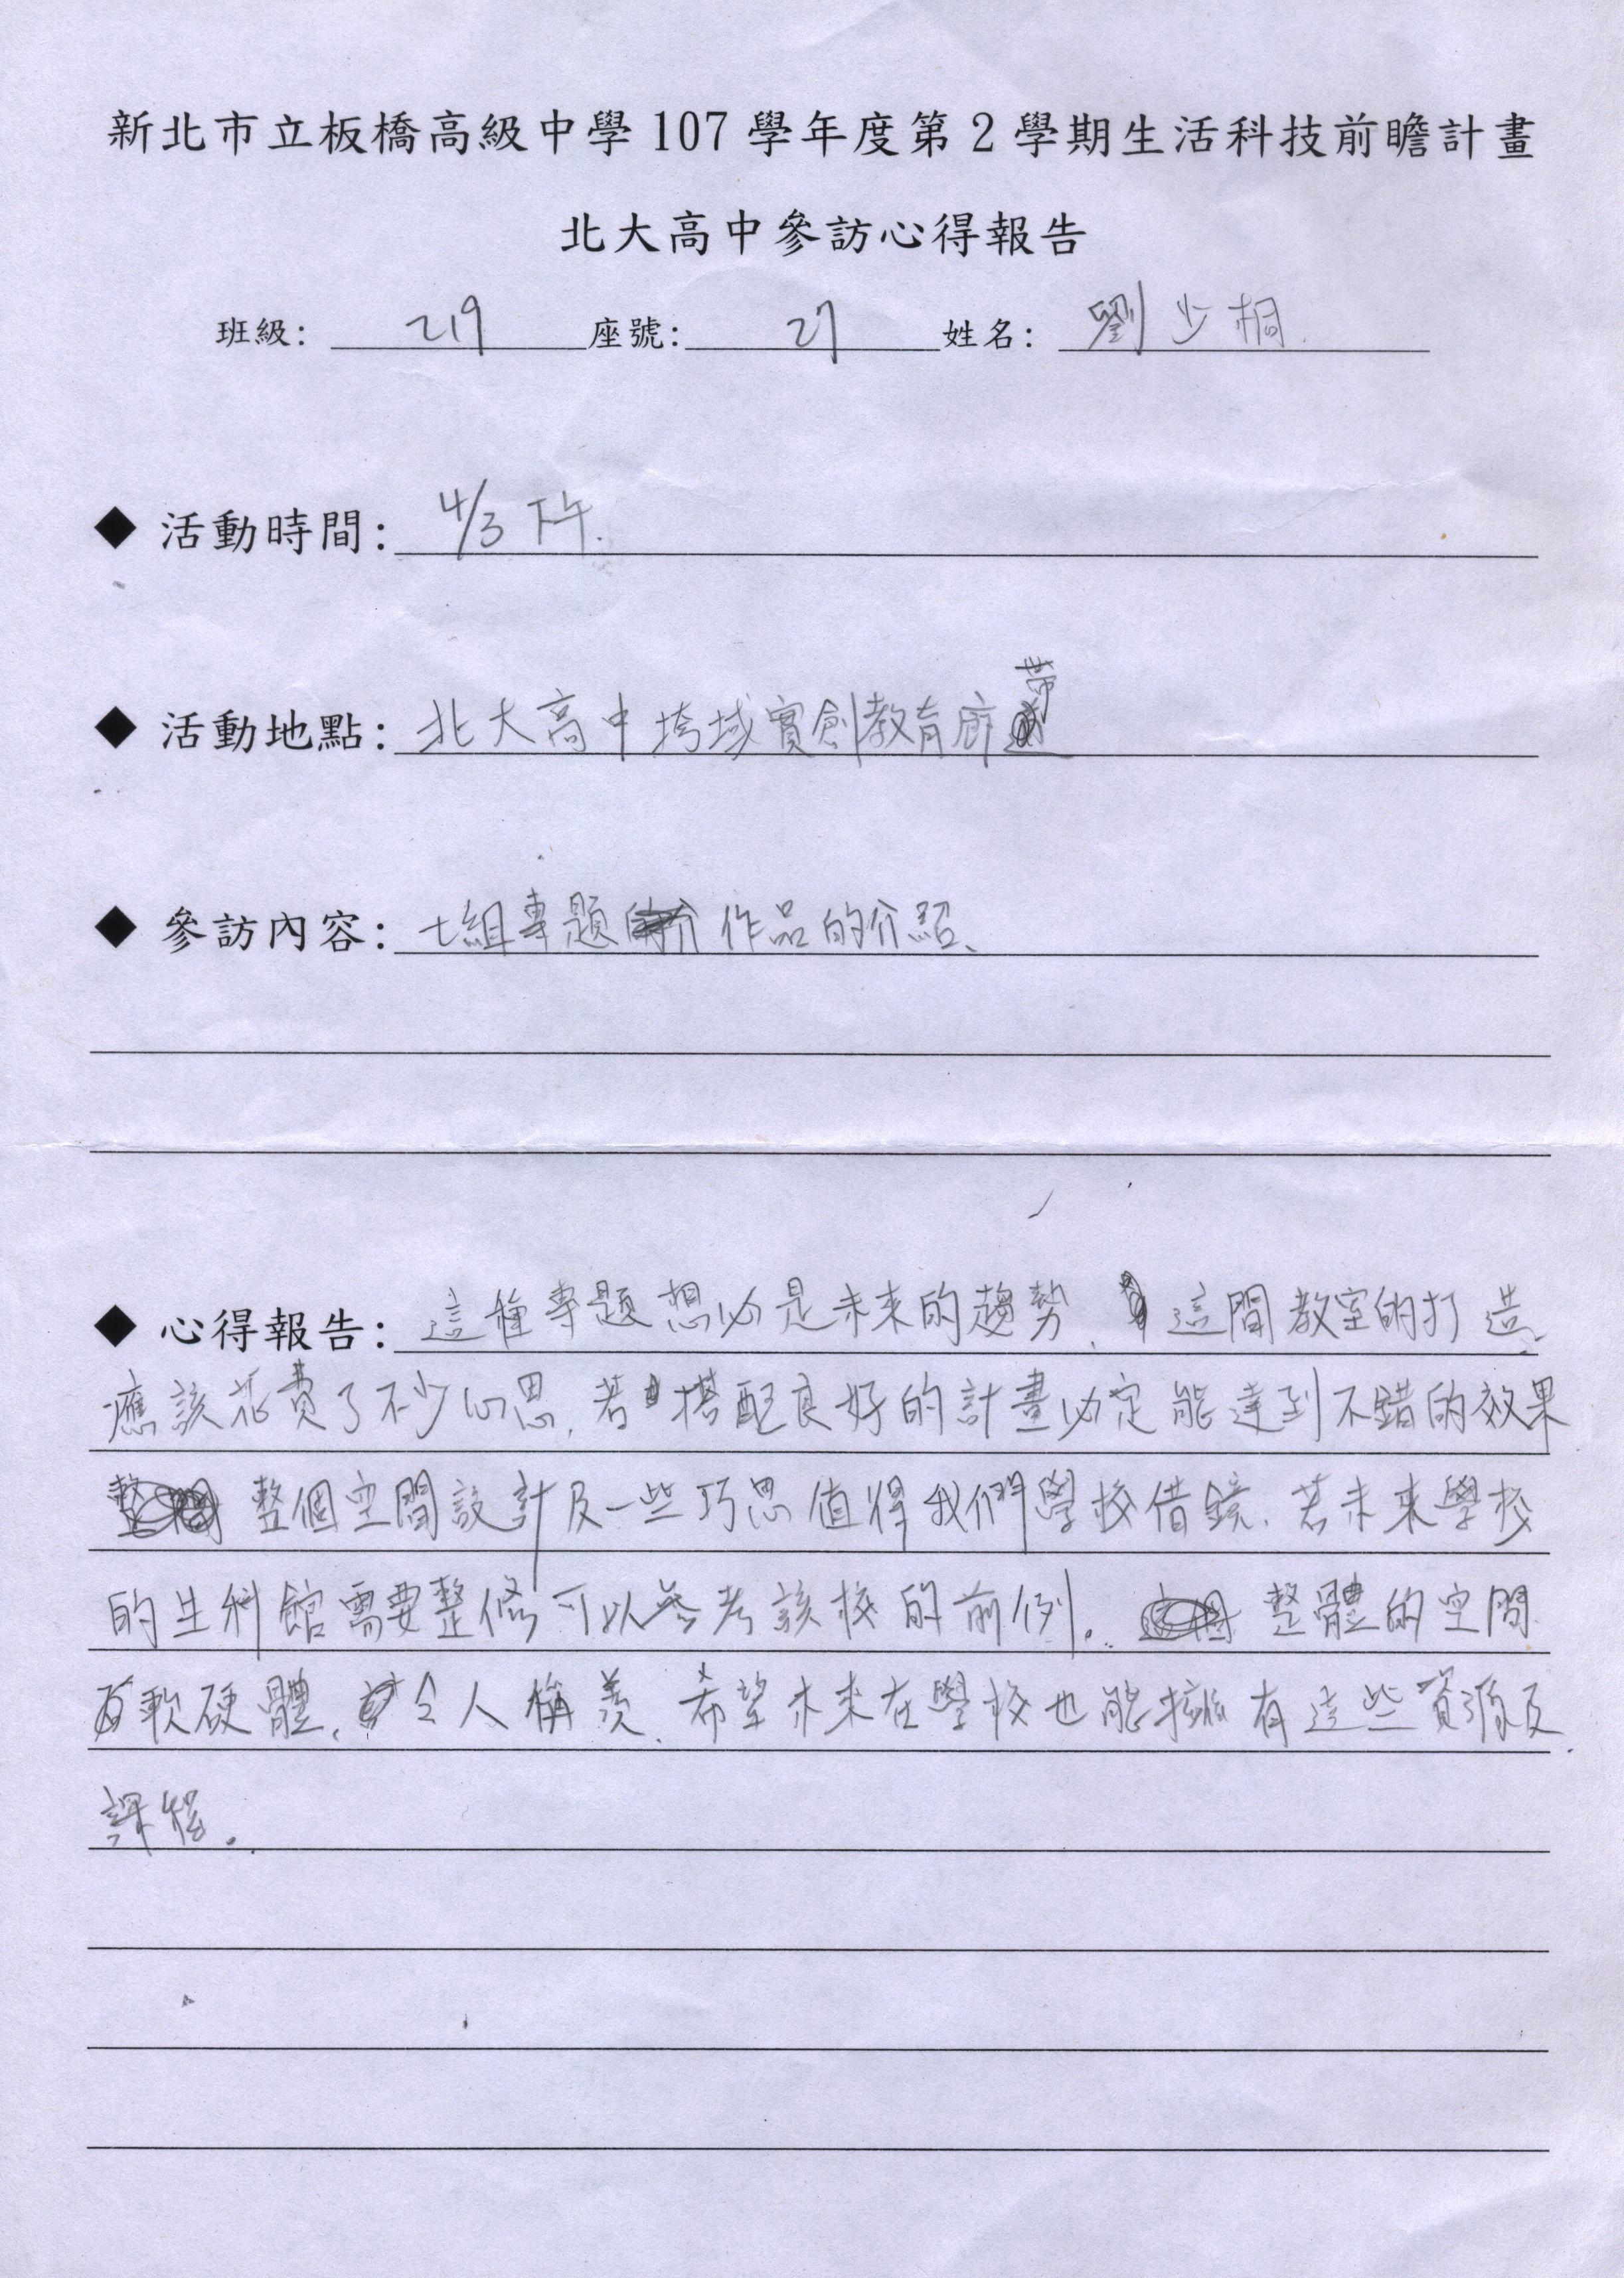 新北市立板橋高級中學 107 學年度第 2 學期生活科技前瞻計畫
北大高中參訪心得報告
班級: 219 座號: 27 姓名: 劉少桐
◆ 活動時間: 4/3 下午.
◆ 活動地點: 北大高中跨域實創教育廊帶
◆ 參訪內容: 七組專題作品的介紹、
◆ 心得報告: 這種專題想必是未來的趨勢、這間教室的打造、
應該花費了不少心思、若搭配良好的計畫必定能達到不錯的效果
整個空間設計及一些巧思值得我們學校借鏡、若未來學校
的生科館需要整修可以參考該校的前例。整體的空間
軟硬體、令人稱羨、希望未來在學校也能擁有這些資源及
課程。